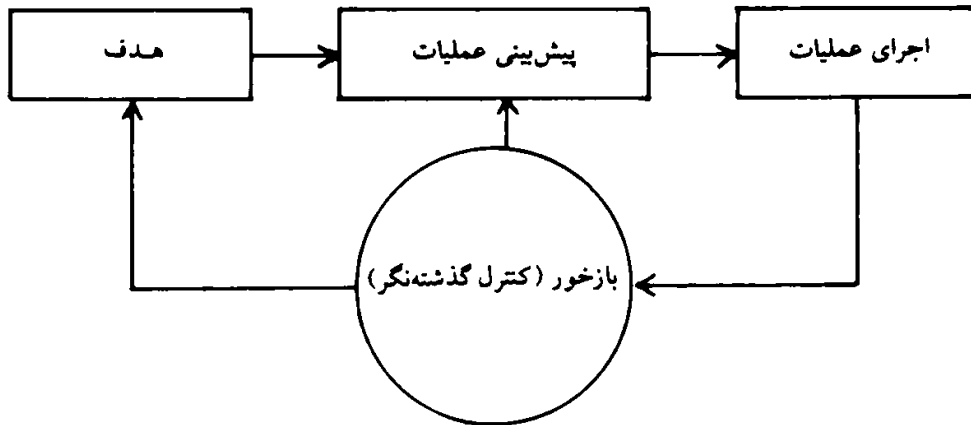 هدف
پیش‌بینی عملیات
اجرای عملیات
بازخور (کنترل گذشته‌نگر)